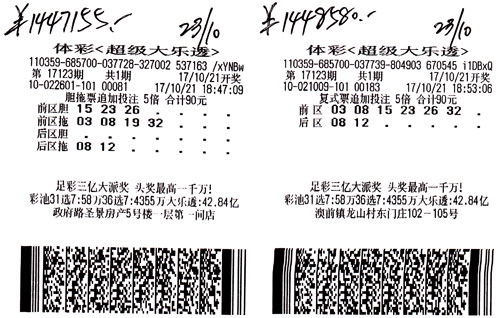 ¥1447155.-
23/10
体彩<超级大乐透>
110359-685700-037728-327002 537163 /xYNBw
第 17123期 共1期 17/10/21开奖
10-022601-101 00081 17/10/21 18:47:09
胆拖票追加投注 5倍 合计90元
前区胆 15 23 26
前区拖 03 08 19 32
后区胆
后区拖 08 12
足彩三亿大派奖 头奖最高一千万!
彩池31选7:58万36选7:4355万大乐透:42.84亿
政府路圣景房产5号楼一层第一间店
¥1448580.-
23/10
体彩<超级大乐透>
110359-685700-037739-804903 670545 i1DBxQ
第 17123期 共1期 17/10/21开奖
10-021009-101 00183 17/10/21 18:53:06
复式票追加投注 5倍 合计90元
前 区 03 08 15 23 26 32
后 区 08 12
足彩三亿大派奖 头奖最高一千万!
彩池31选7:58万36选7:4355万大乐透:42.84亿
澳前镇龙山村东门庄102-105号